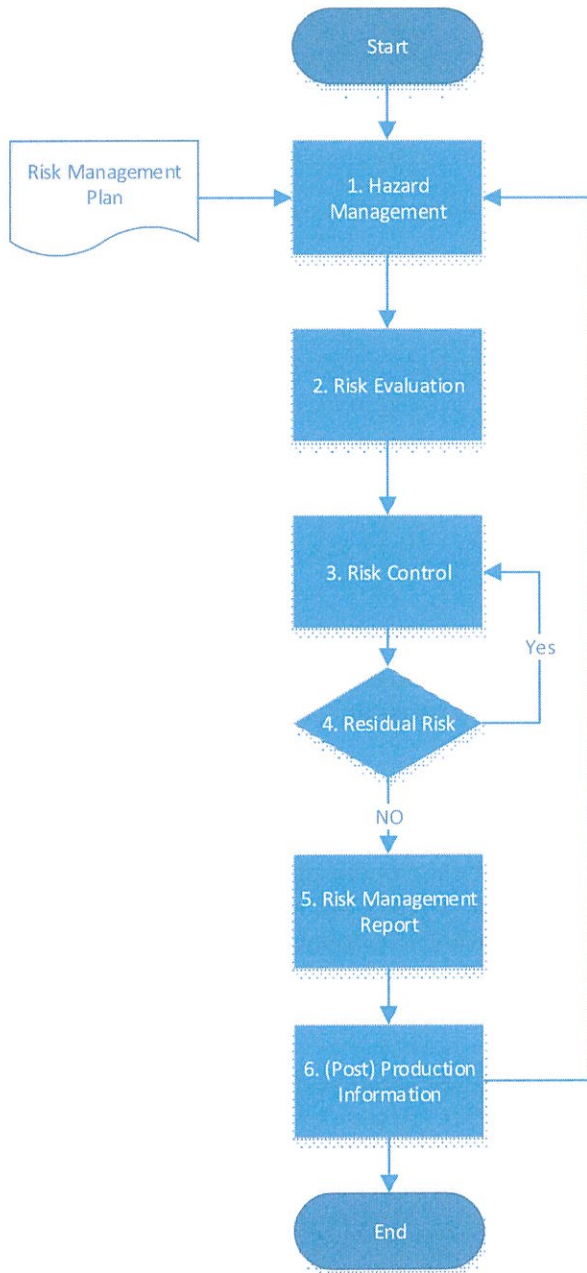 Start
Risk Management
Plan
1. Hazard
Management
2. Risk Evaluation
3. Risk Control
Yes
4. Residual Risk
NO
5. Risk Management
Report
6. (Post) Production
Information
End